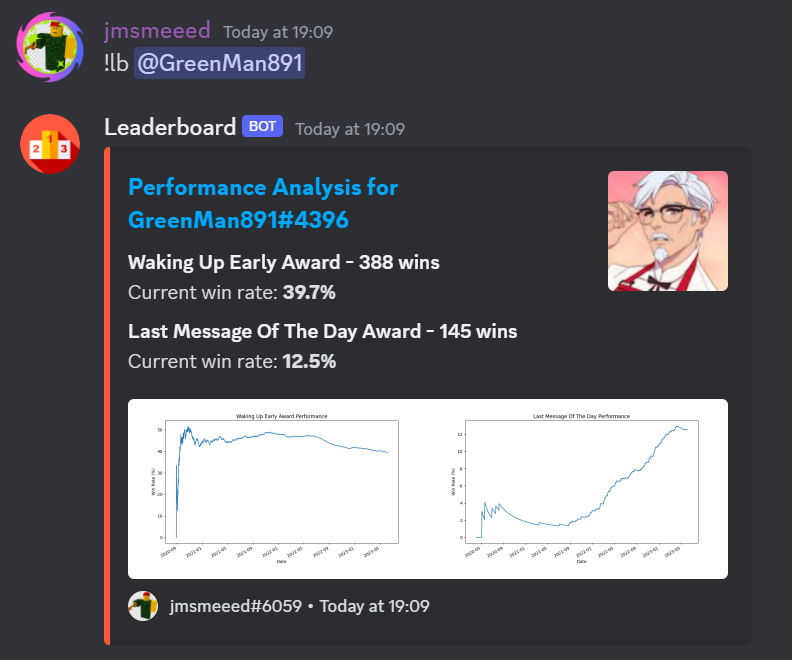 jmsmeeed Today at 19:09
!lb @GreenMan891
Leaderboard BOT Today at 19:09
2 1 3
Performance Analysis for
GreenMan891#4396
Waking Up Early Award - 388 wins
Current win rate: 39.7%
Last Message Of The Day Award - 145 wins
Current win rate: 12.5%
Waking Up Early Award Performance
50
40
30
20
10
0
Win Rate (%)
2020-09 2021-01 2021-05 2021-09 2022-01 2022-05 2022-09 2023-01 2023-05
Date
Last Message Of The Day Performance
12
10
8
6
4
2
0
Win Rate (%)
2020-05 2020-09 2021-01 2021-05 2021-09 2022-01 2022-05 2022-09 2023-01 2023-05
Date
jmsmeeed#6059 • Today at 19:09